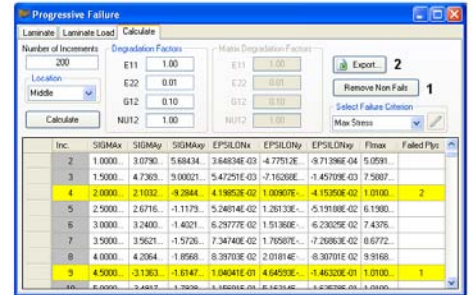 Progressive Failure
Laminate Laminate Load Calculate
Number of Increments
200
Location
Middle
Calculate
Degradation Factors
E11 1.00
E22 0.01
G12 0.10
NU12 1.00
Matrix Degradation Factors
E11 1.00
E22 0.01
G12 0.10
NU12 1.00
Export... 2
Remove Non Fails 1
Select Failure Criterion
Max Stress
Inc. SIGMAx SIGMAy SIGMAxy EPSILONx EPSILONy EPSILONxy FImax Failed Plys
2 1.0000... 3.0790... 5.68434... 3.64834E-03 -4.77512E... -9.71396E-04 5.0591...
3 1.5000... 4.7369... 9.00021... 5.47251E-03 -7.16268E... -1.45709E-03 7.5887...
4 2.0000... 2.1032... -9.2844... 4.19852E-02 1.00907E-... -4.15350E-02 1.0100... 2
5 2.5000... 2.6716... -1.1179... 5.24814E-02 1.26133E-... -5.19188E-02 6.1980...
6 3.0000... 3.2400... -1.4021... 6.29777E-02 1.51360E-... -6.23025E-02 7.4376...
7 3.5000... 3.5621... -1.5726... 7.34740E-02 1.76587E-... -7.26863E-02 8.6772...
8 4.0000... 4.2064... -1.8568... 8.39703E-02 2.01814E-... -8.30701E-02 9.9168...
9 4.5000... -3.1363... -1.6147... 1.04041E-01 4.64593E-... -1.46320E-01 1.0100... 1